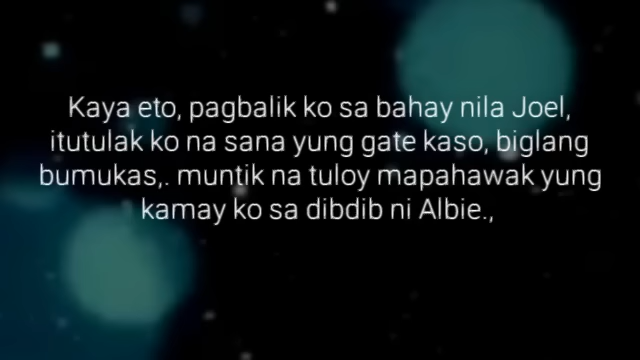 Kaya eto, pagbalik ko sa bahay nila Joel,
itutulak ko na sana yung gate kaso, biglang
bumukas,. muntik na tuloy mapahawak yung
kamay ko sa dibdib ni Albie.,